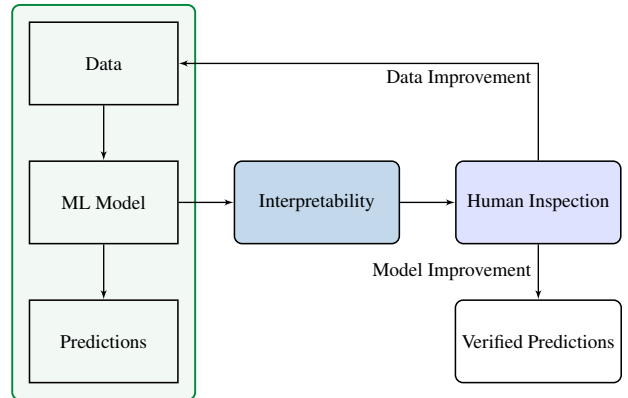 Data
Data Improvement
ML Model
Interpretability
Human Inspection
Model Improvement
Predictions
Verified Predictions